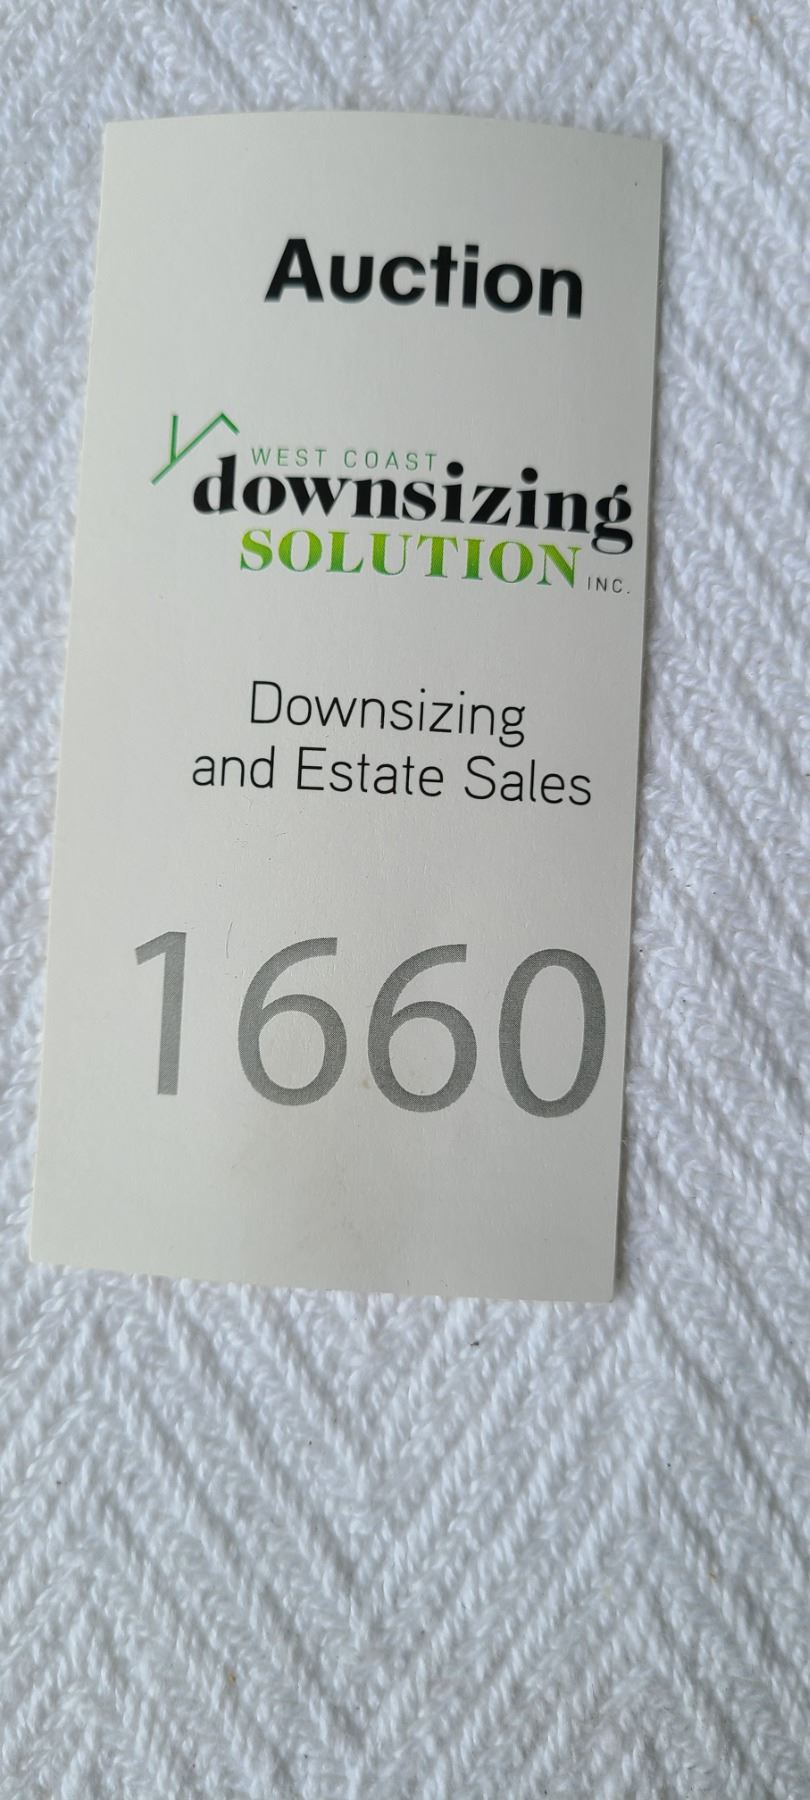 Auction
WEST COAST
downsizing
SOLUTION INC.
Downsizing
and Estate Sales
1660